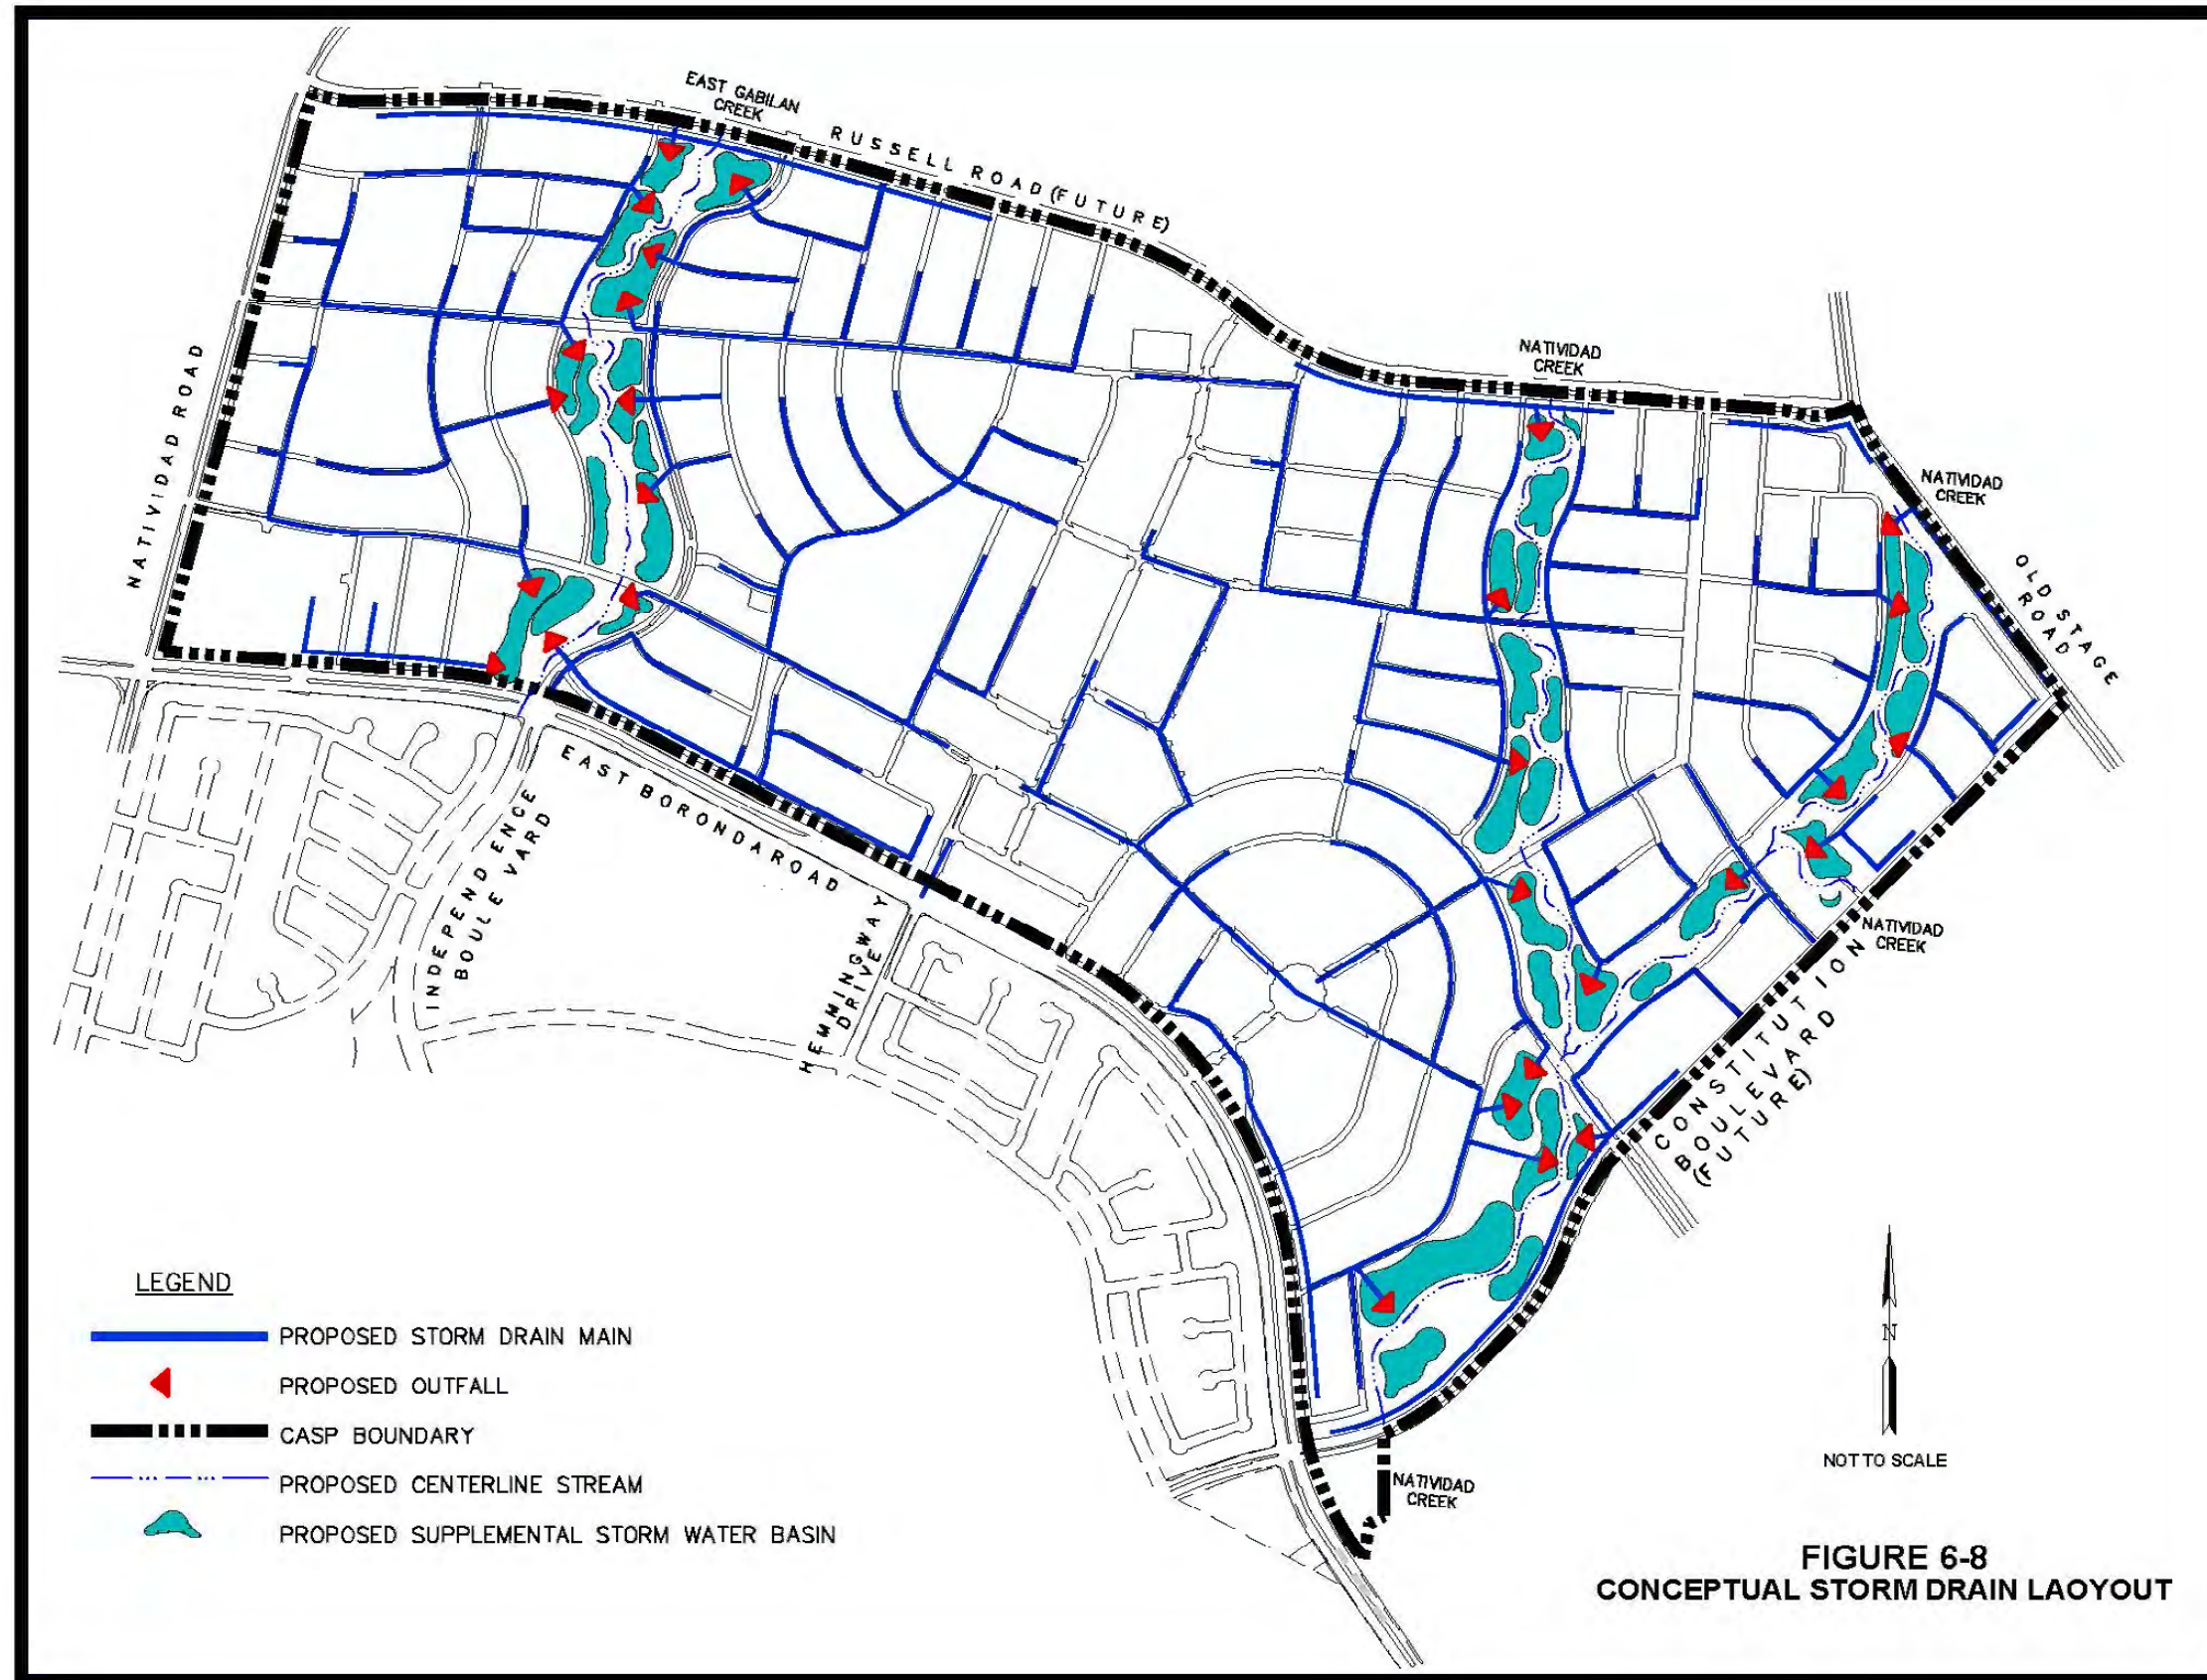 EAST GABILAN
CREEK
RUSSELL ROAD (FUTURE)
NATIVIDAD
CREEK
NATIVIDAD
CREEK
OLD STAGE
ROAD
NATIVIDAD ROAD
EAST BORONDA ROAD
INDEPENDENCE
BOULEVARD
HEMMINGWAY
DRIVE
NATIVIDAD
CREEK
CONSTITUTION
BOULEVARD
(FUTURE)
LEGEND
PROPOSED STORM DRAIN MAIN
PROPOSED OUTFALL
CASP BOUNDARY
PROPOSED CENTERLINE STREAM
PROPOSED SUPPLEMENTAL STORM WATER BASIN
N
NOT TO SCALE
NATIVIDAD
CREEK
FIGURE 6-8
CONCEPTUAL STORM DRAIN LAOYOUT